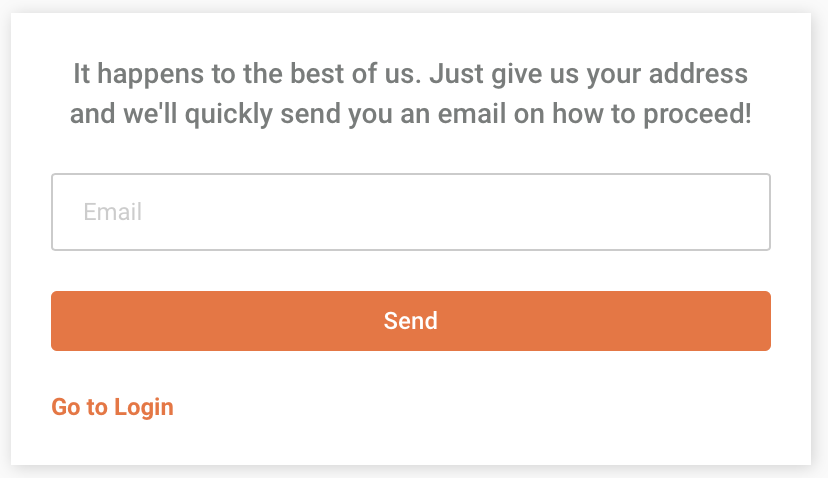 It happens to the best of us. Just give us your address
and we'll quickly send you an email on how to proceed!
Email
Send
Go to Login